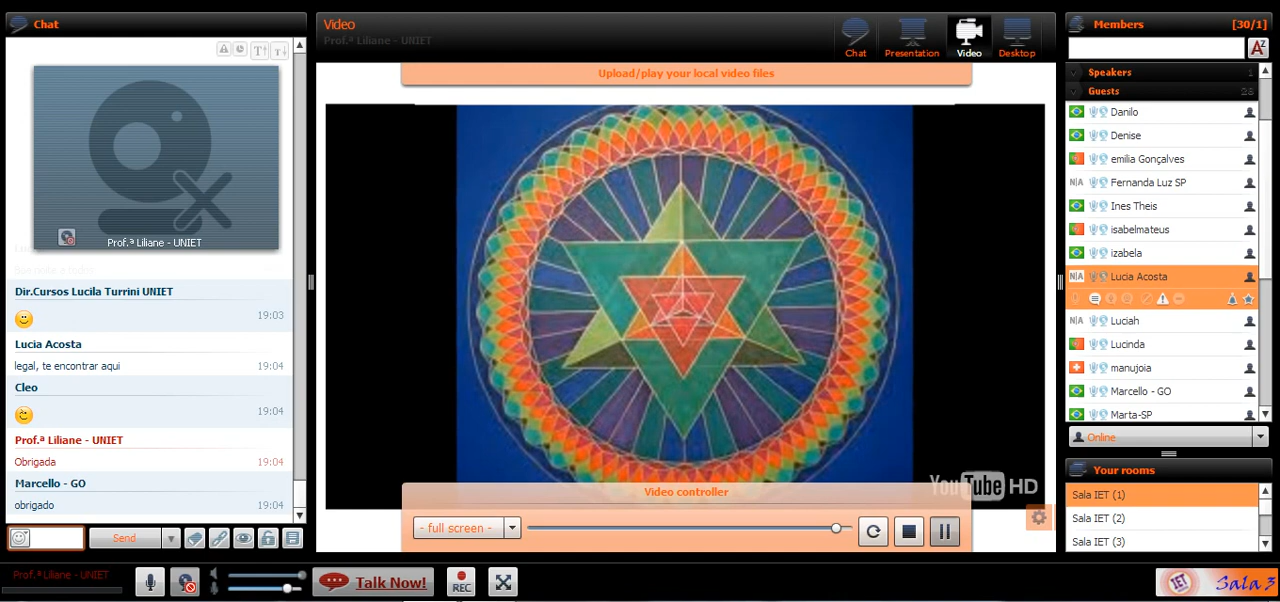 Chat
Prof.ª Liliane - UNIET
Dir.Cursos Lucila Turrini UNIET
19:03
Lucia Acosta
legal, te encontrar aqui 19:04
Cleo
19:04
Prof.ª Liliane - UNIET
Obrigada 19:04
Marcello - GO
obrigado 19:04
Send
Video
Prof.ª Liliane - UNIET
Chat Presentation Video Desktop
Upload/play your local video files
YouTube HD
Video controller
- full screen -
Members [30/1]
AZ
Speakers 1
Guests 28
Danilo
Denise
emilia Gonçalves
N|A Fernanda Luz SP
Ines Theis
isabelmateus
izabela
N|A Lucia Acosta
N|A Luciah
Lucinda
manujoia
Marcello - GO
Marta-SP
Online
Your rooms
Sala IET (1)
Sala IET (2)
Sala IET (3)
Prof.ª Liliane - UNIET
Talk Now!
REC
IET Sala 3